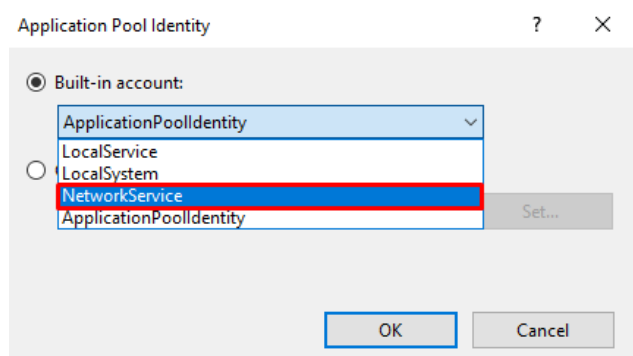 Application Pool Identity
?
Built-in account:
ApplicationPoolIdentity
LocalService
LocalSystem
NetworkService
ApplicationPoolIdentity
Set...
OK
Cancel